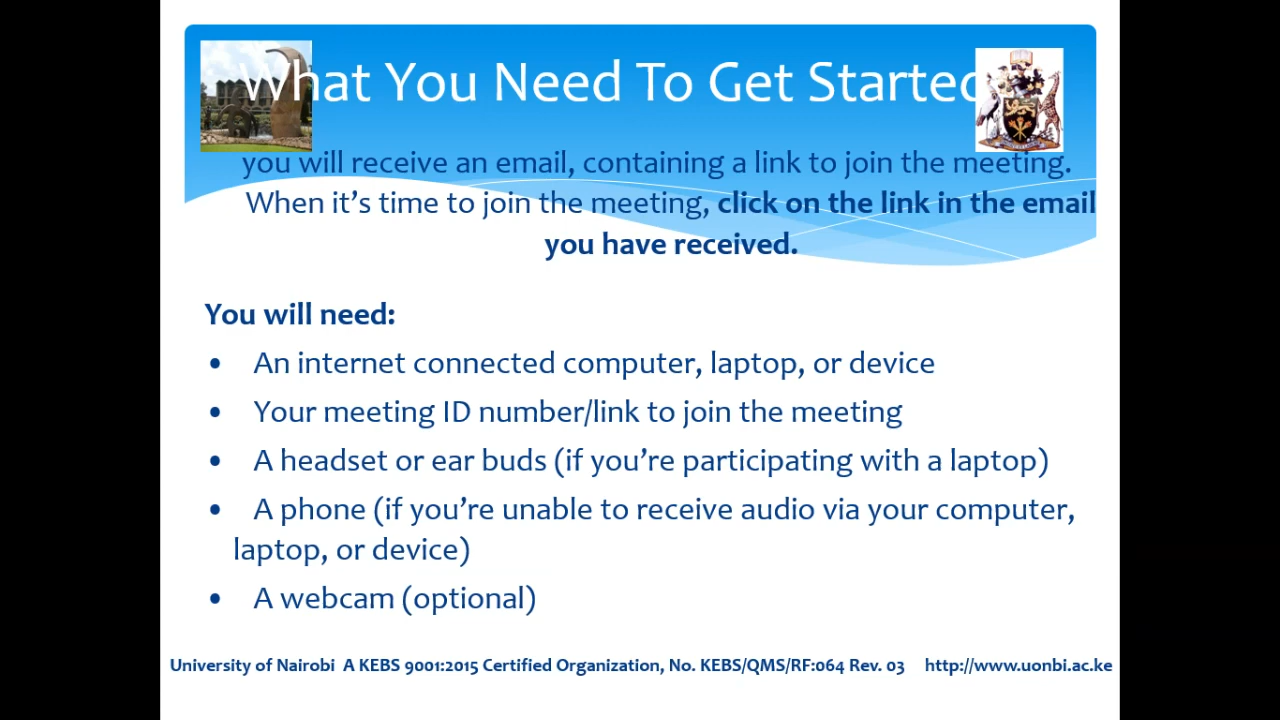 What You Need To Get Started
you will receive an email, containing a link to join the meeting.
When it’s time to join the meeting, click on the link in the email
you have received.
You will need:
• An internet connected computer, laptop, or device
• Your meeting ID number/link to join the meeting
• A headset or ear buds (if you’re participating with a laptop)
• A phone (if you’re unable to receive audio via your computer,
laptop, or device)
• A webcam (optional)
University of Nairobi A KEBS 9001:2015 Certified Organization, No. KEBS/QMS/RF:064 Rev. 03 http://www.uonbi.ac.ke